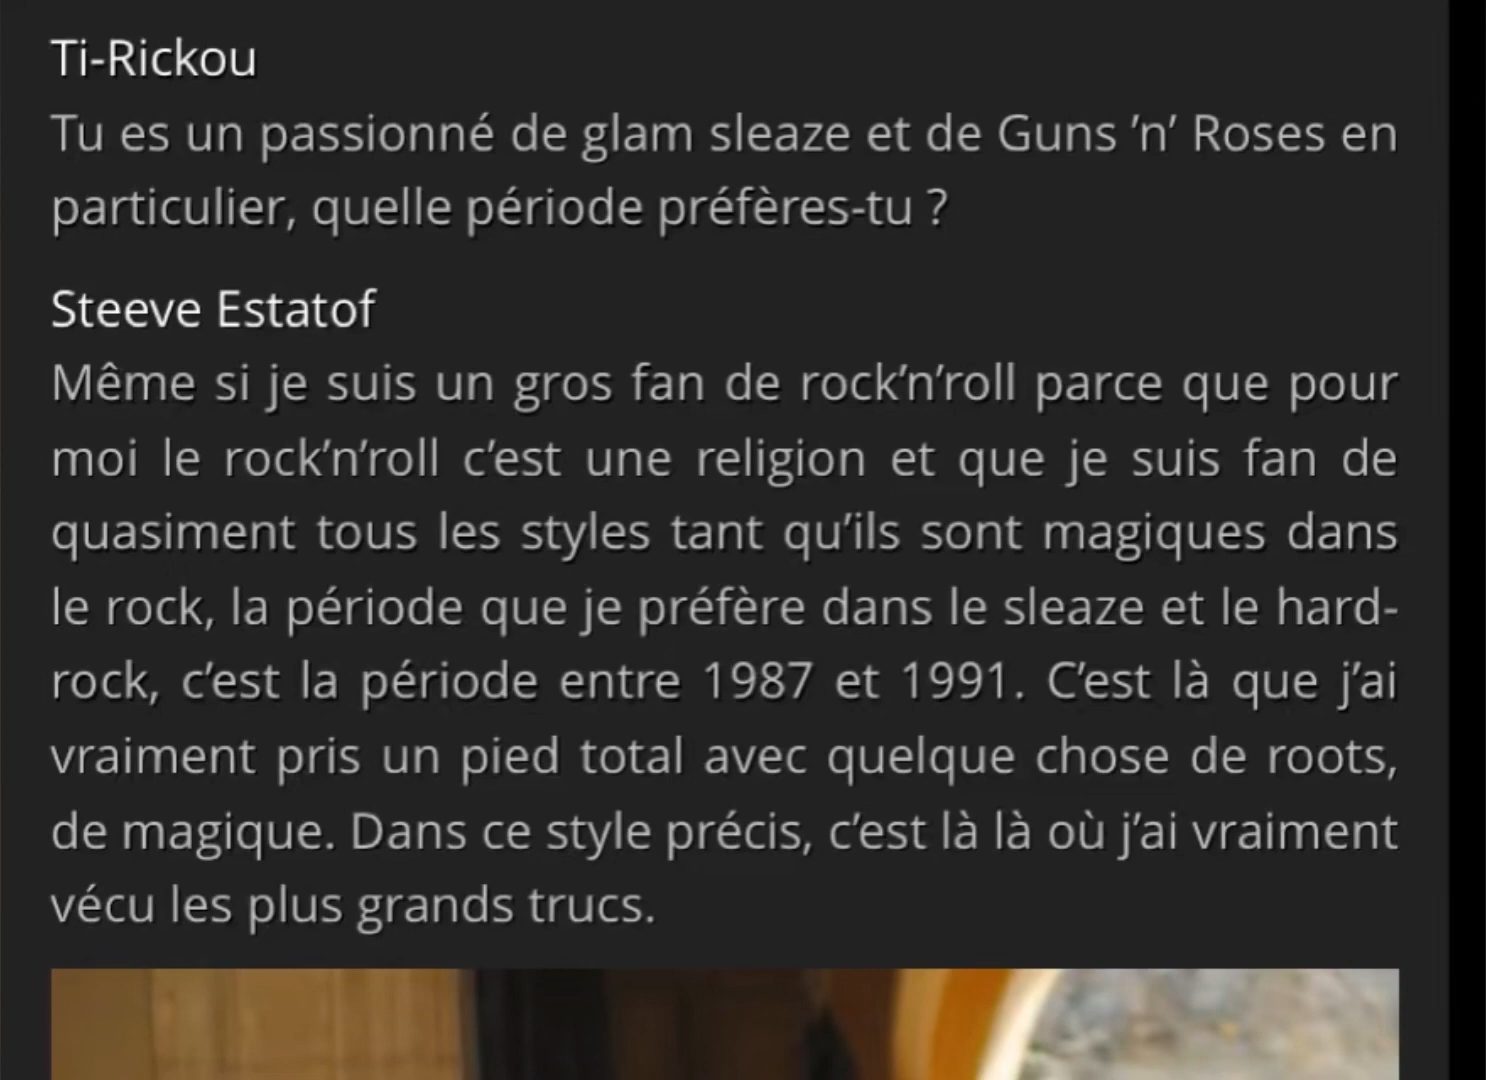 Ti-Rickou
Tu es un passionné de glam sleaze et de Guns ’n’ Roses en
particulier, quelle période préfères-tu ?
Steeve Estatof
Même si je suis un gros fan de rock’n’roll parce que pour
moi le rock’n’roll c’est une religion et que je suis fan de
quasiment tous les styles tant qu’ils sont magiques dans
le rock, la période que je préfère dans le sleaze et le hard-
rock, c’est la période entre 1987 et 1991. C’est là que j’ai
vraiment pris un pied total avec quelque chose de roots,
de magique. Dans ce style précis, c’est là là où j’ai vraiment
vécu les plus grands trucs.